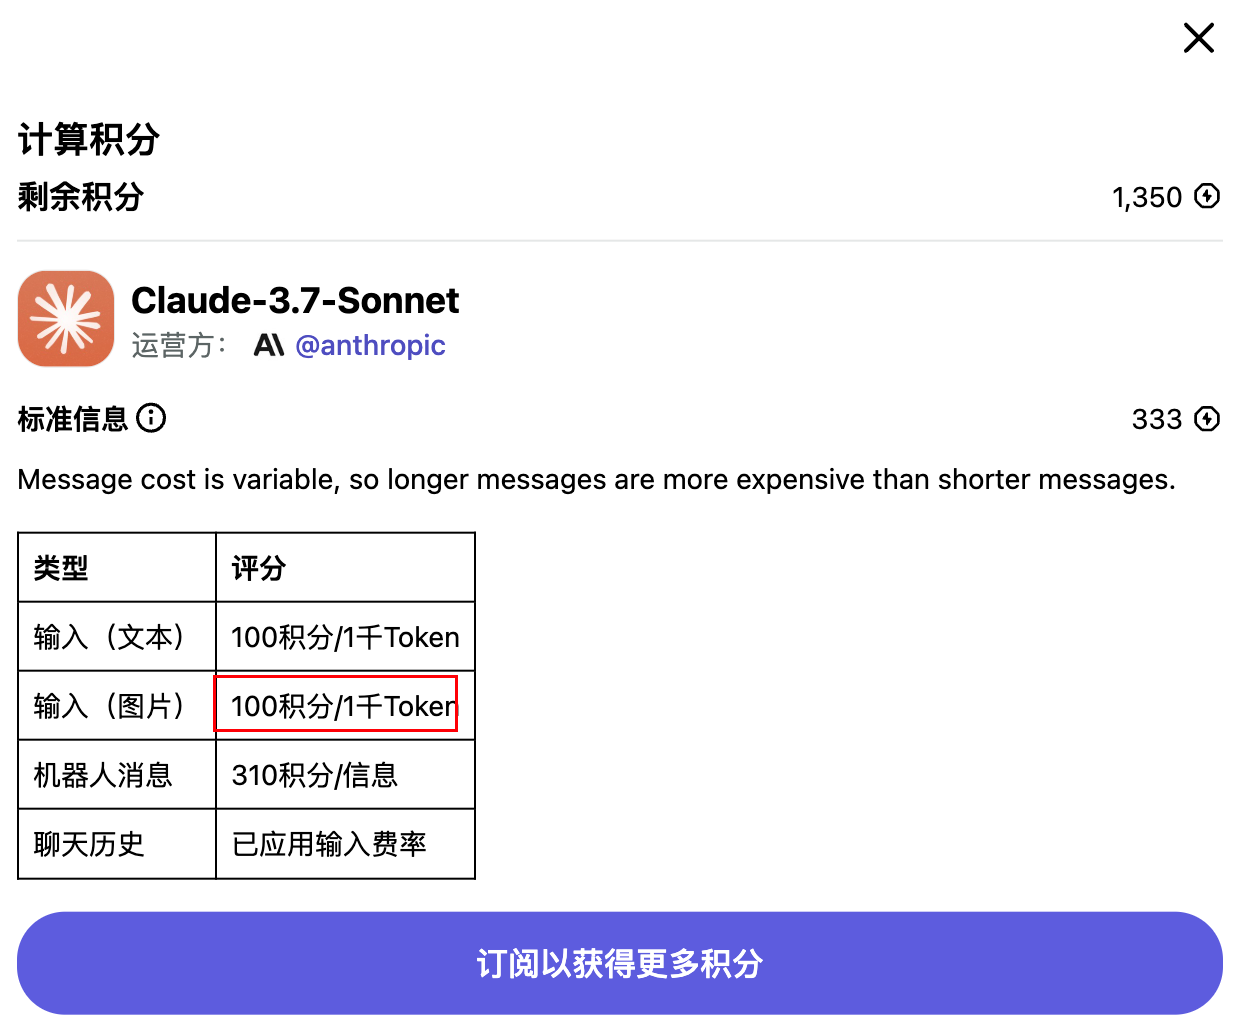 计算积分
剩余积分 1,350
Claude-3.7-Sonnet
运营方： @anthropic
标准信息 333
Message cost is variable, so longer messages are more expensive than shorter messages.
类型 评分
输入（文本） 100积分/1千Token
输入（图片） 100积分/1千Token
机器人消息 310积分/信息
聊天历史 已应用输入费率
订阅以获得更多积分